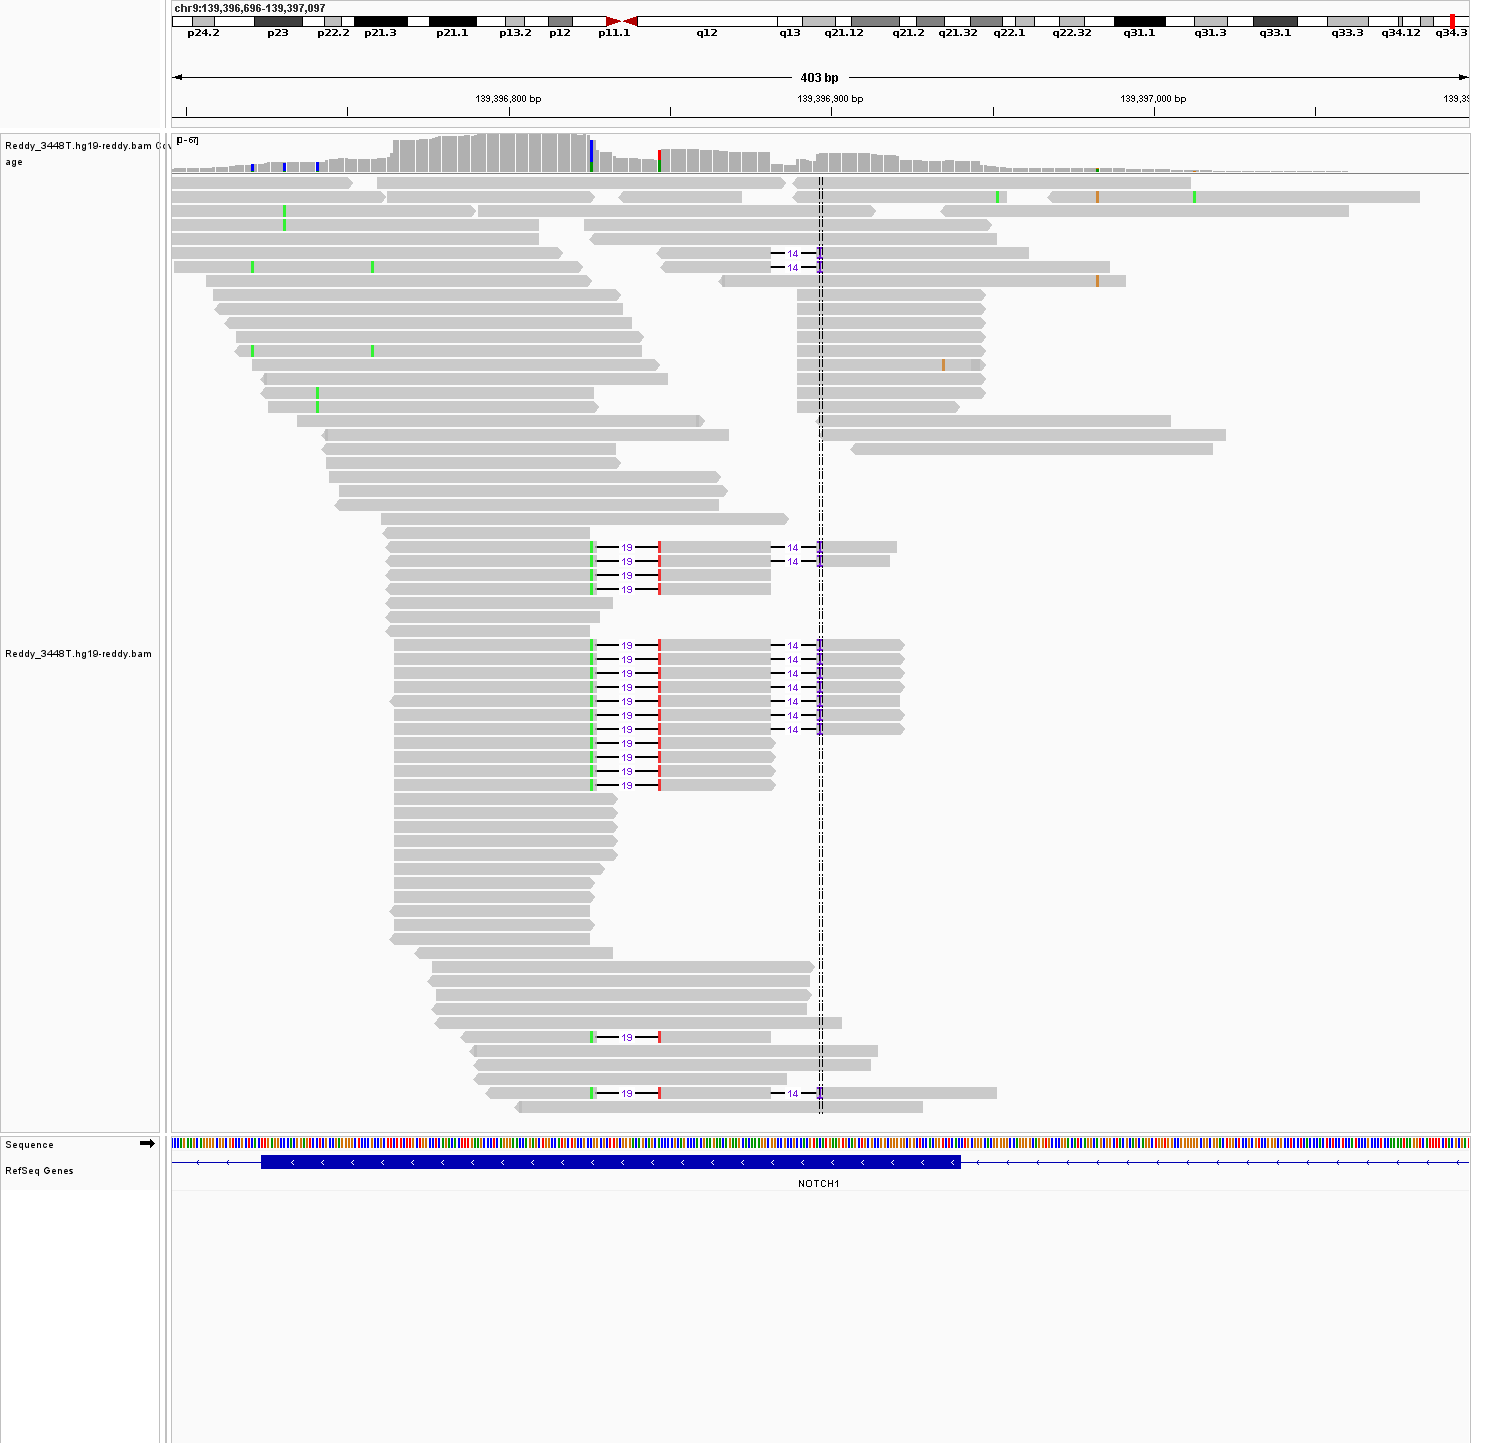 chr9:139,396,696-139,397,097
p24.2 p23 p22.2 p21.3 p21.1 p13.2 p12 p11.1 q12 q13 q21.12 q21.2 q21.32 q22.1 q22.32 q31.1 q31.3 q33.1 q33.3 q34.12 q34.3
403 bp
139,396,800 bp 139,396,900 bp 139,397,000 bp 139,39
Reddy_3448T.hg19-reddy.bam Cov
age
[0 - 67]
14
14
19 14
19 14
19
19
Reddy_3448T.hg19-reddy.bam
19 14
19 14
19 14
19 14
19 14
19 14
19 14
19
19
19
19
19
19 14
Sequence
RefSeq Genes
NOTCH1